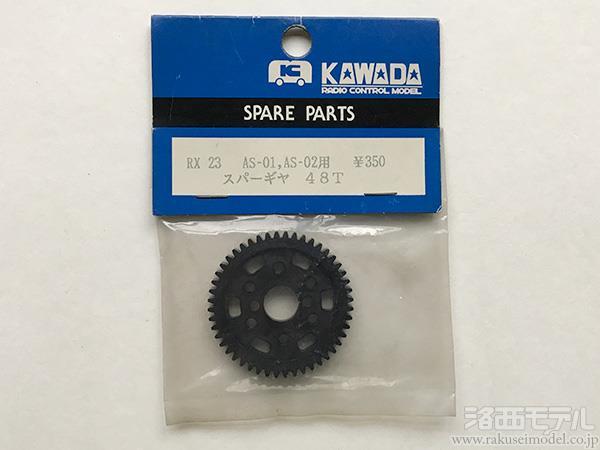 KAWADA
RADIO CONTROL MODEL
SPARE PARTS
RX 23 AS-01,AS-02用 ¥350
スパーギヤ 48T
洛西モデル
www.rakuseimodel.co.jp